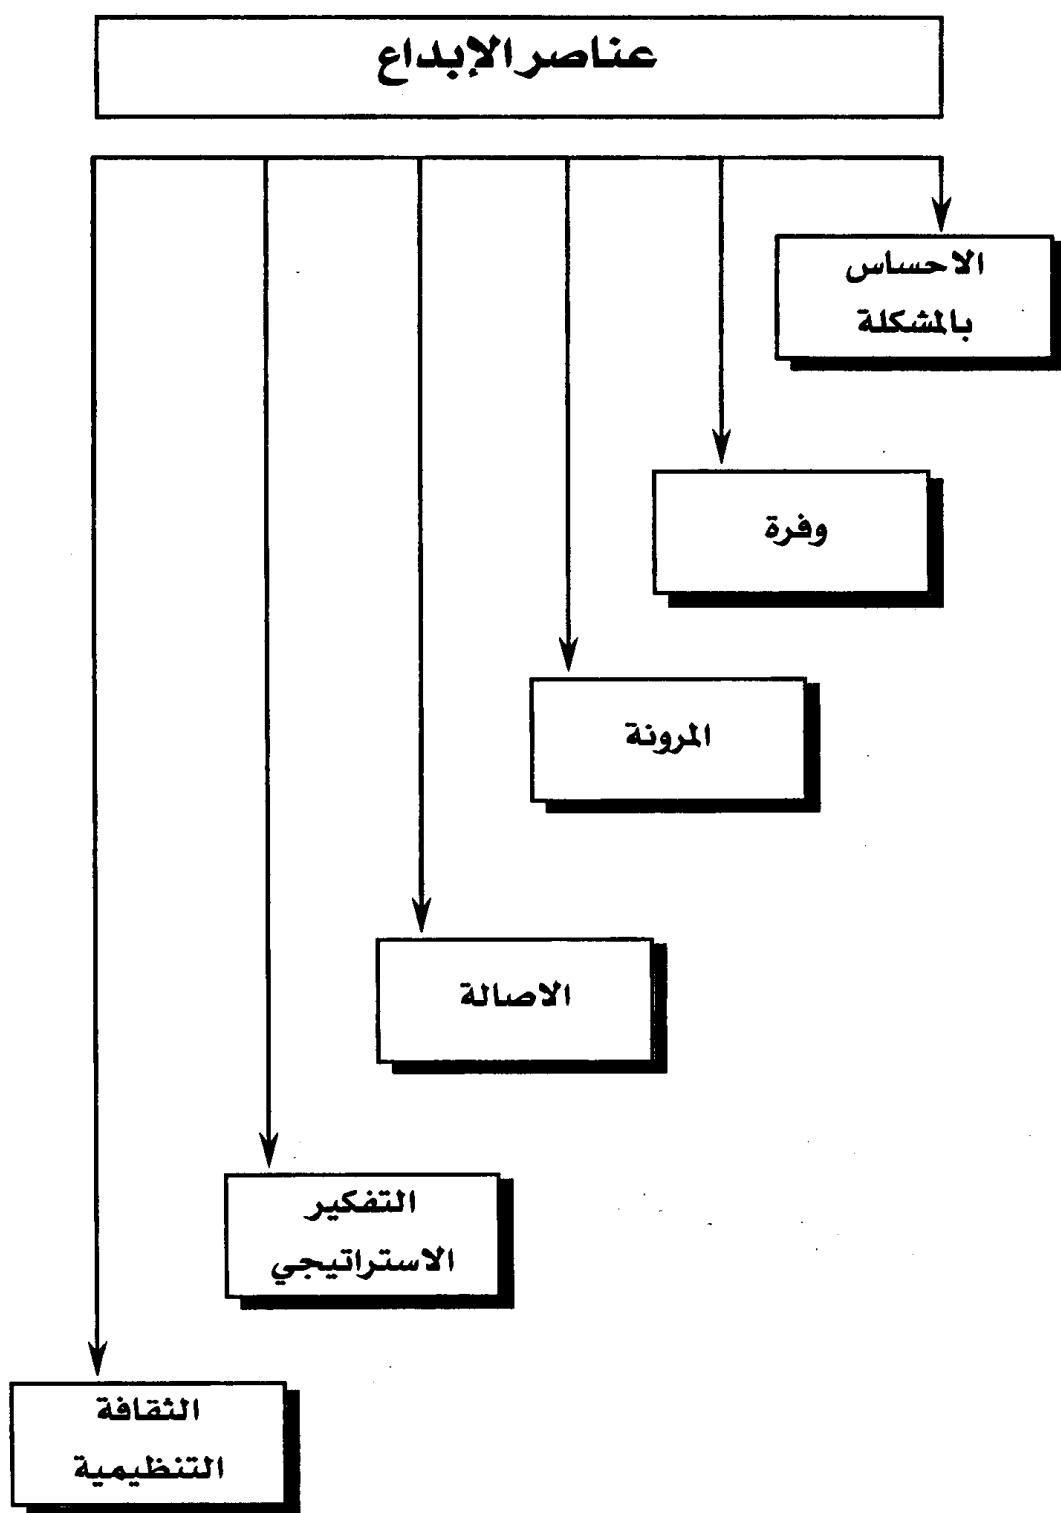 عناصر الإبداع
الاحساس
بالمشكلة
وفرة
المرونة
الاصالة
التفكير
الاستراتيجي
الثقافة
التنظيمية